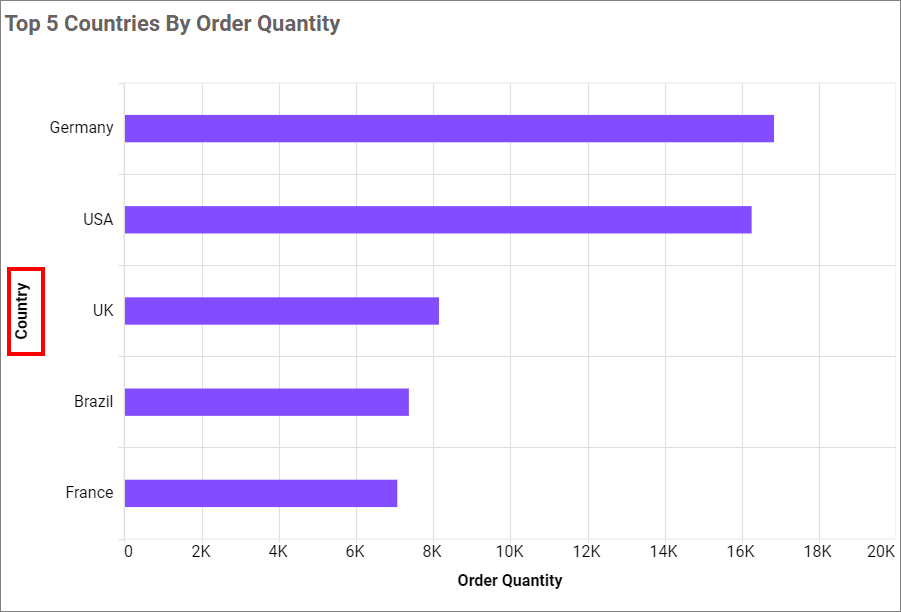 Top 5 Countries By Order Quantity
Germany
USA
UK
Brazil
France
Country
0 2K 4K 6K 8K 10K 12K 14K 16K 18K 20K
Order Quantity